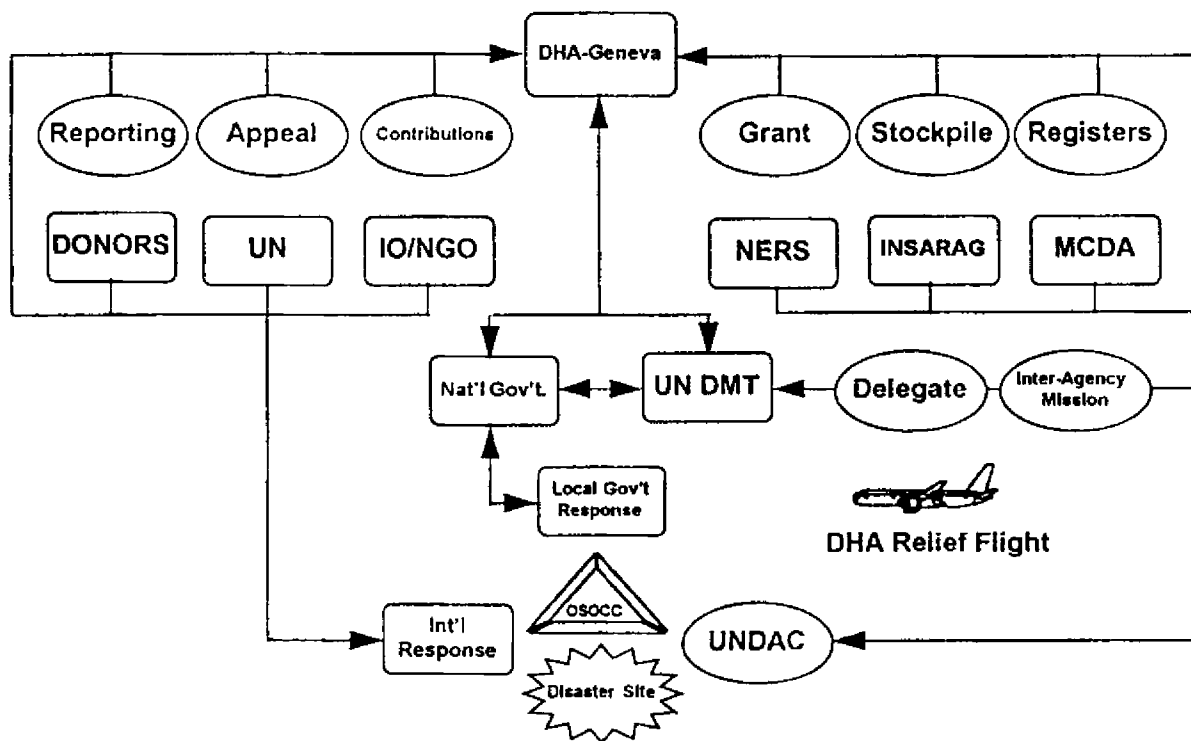 DHA-Geneva
Reporting
Appeal
Contributions
Grant
Stockpile
Registers
DONORS
UN
IO/NGO
NERS
INSARAG
MCDA
Nat'l Gov't.
UN DMT
Delegate
Inter-Agency
Mission
Local Gov't
Response
DHA Relief Flight
OSOCC
Int'l
Response
UNDAC
Disaster Site